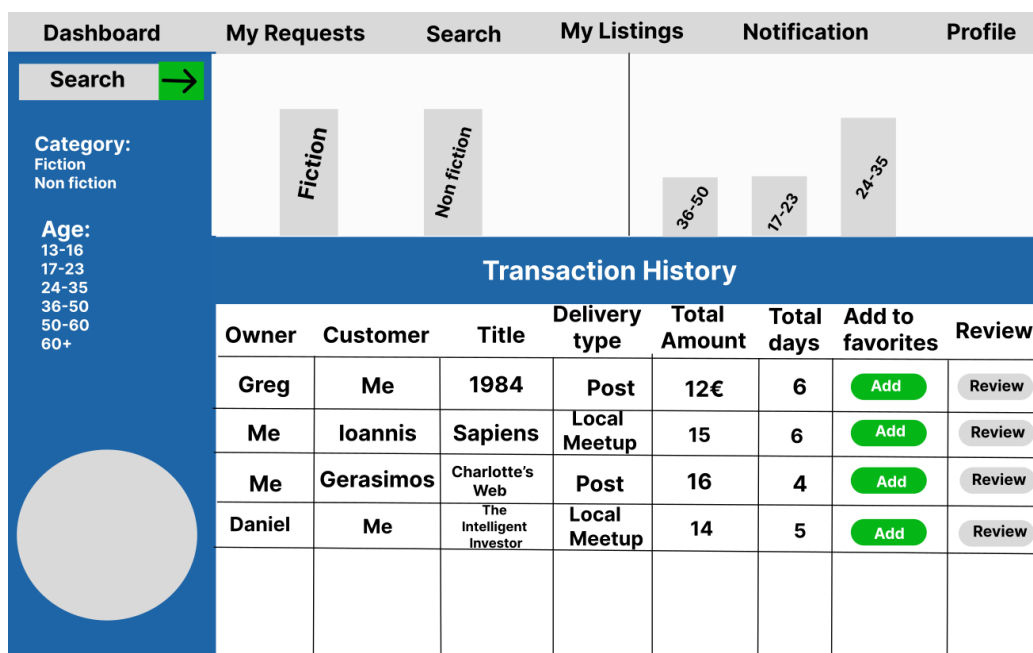 Dashboard My Requests Search My Listings Notification Profile
Search
Category:
Fiction
Non fiction
Age:
13-16
17-23
24-35
36-50
50-60
60+
Fiction
Non fiction
36-50
17-23
24-35
Transaction History
Owner Customer Title Delivery type Total Amount Total days Add to favorites Review
Greg Me 1984 Post 12€ 6 Add Review
Me Ioannis Sapiens Local Meetup 15 6 Add Review
Me Gerasimos Charlotte's Web Post 16 4 Add Review
Daniel Me The Intelligent Investor Local Meetup 14 5 Add Review